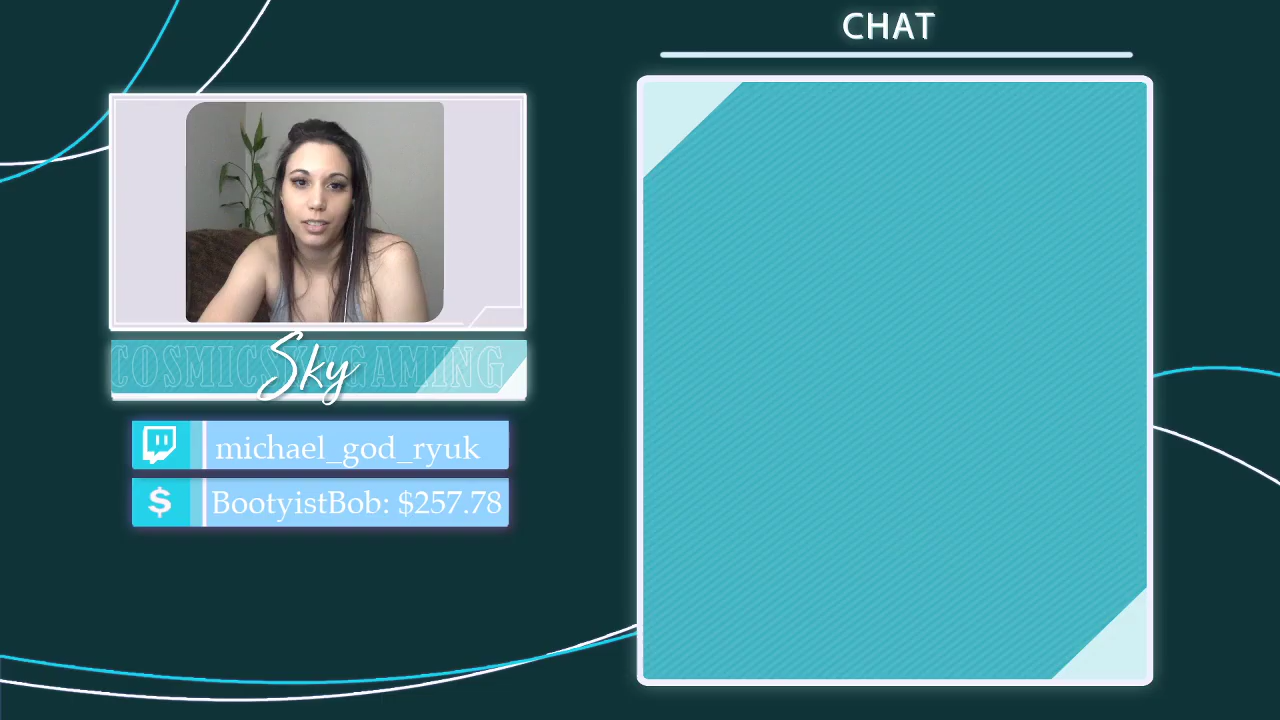 CHAT
COSMICSKYGAMING
Sky
michael_god_ryuk
$ BootyistBob: $257.78